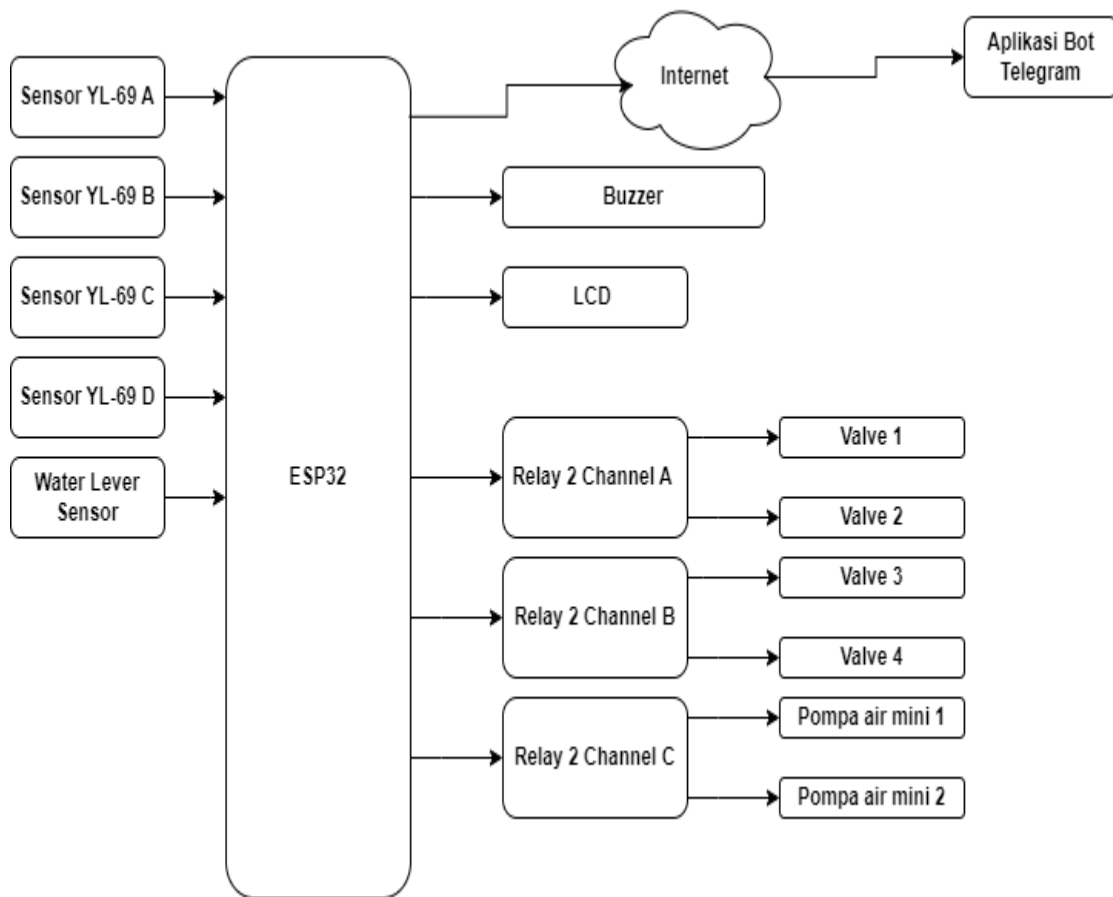 Sensor YL-69 A
Sensor YL-69 B
Sensor YL-69 C
Sensor YL-69 D
Water Lever
Sensor
ESP32
Internet
Aplikasi Bot
Telegram
Buzzer
LCD
Relay 2 Channel A
Valve 1
Valve 2
Relay 2 Channel B
Valve 3
Valve 4
Relay 2 Channel C
Pompa air mini 1
Pompa air mini 2